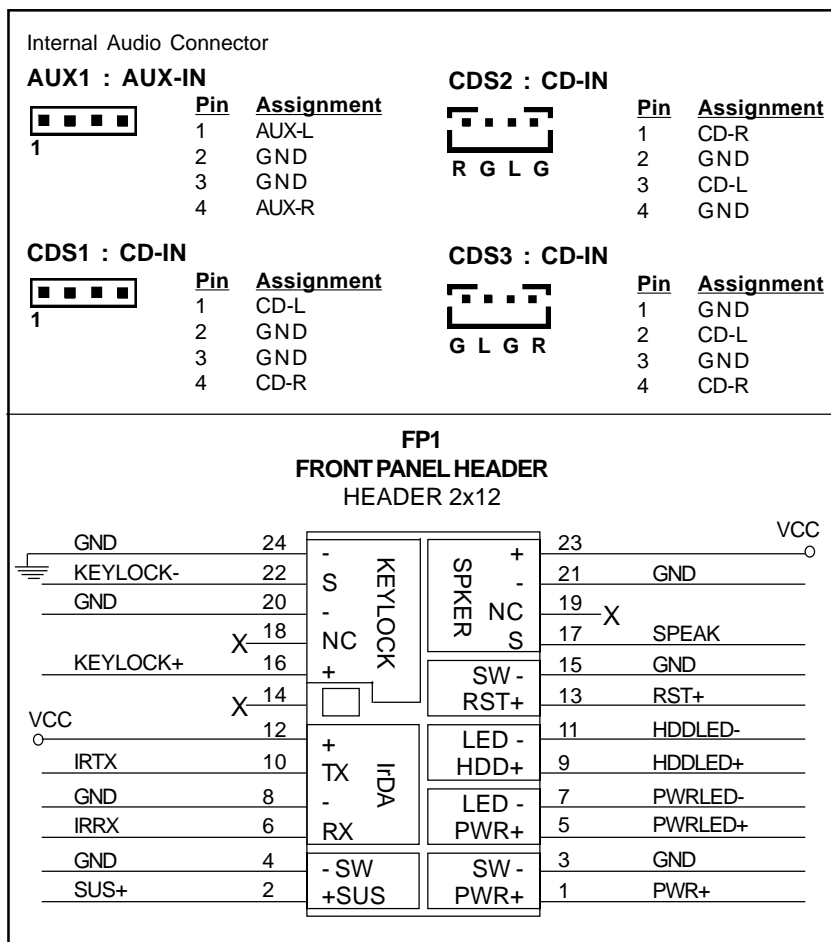 Internal Audio Connector
AUX1 : AUX-IN
Pin Assignment
1 AUX-L
2 GND
3 GND
4 AUX-R
1
CDS2 : CD-IN
Pin Assignment
1 CD-R
2 GND
3 CD-L
4 GND
R G L G
CDS1 : CD-IN
Pin Assignment
1 CD-L
2 GND
3 GND
4 CD-R
1
CDS3 : CD-IN
Pin Assignment
1 GND
2 CD-L
3 GND
4 CD-R
G L G R
FP1
FRONT PANEL HEADER
HEADER 2x12
GND 24 - + 23 VCC
KEYLOCK- 22 S - 21 GND
GND 20 - NC 19 X
X 18 NC S 17 SPEAK
KEYLOCK
SPKER
KEYLOCK+ 16 + SW - 15 GND
X 14 RST+ 13 RST+
VCC 12 + LED - 11 HDDLED-
IRTX 10 TX HDD+ 9 HDDLED+
IrDA
GND 8 - LED - 7 PWRLED-
IRRX 6 RX PWR+ 5 PWRLED+
GND 4 - SW SW - 3 GND
SUS+ 2 +SUS PWR+ 1 PWR+